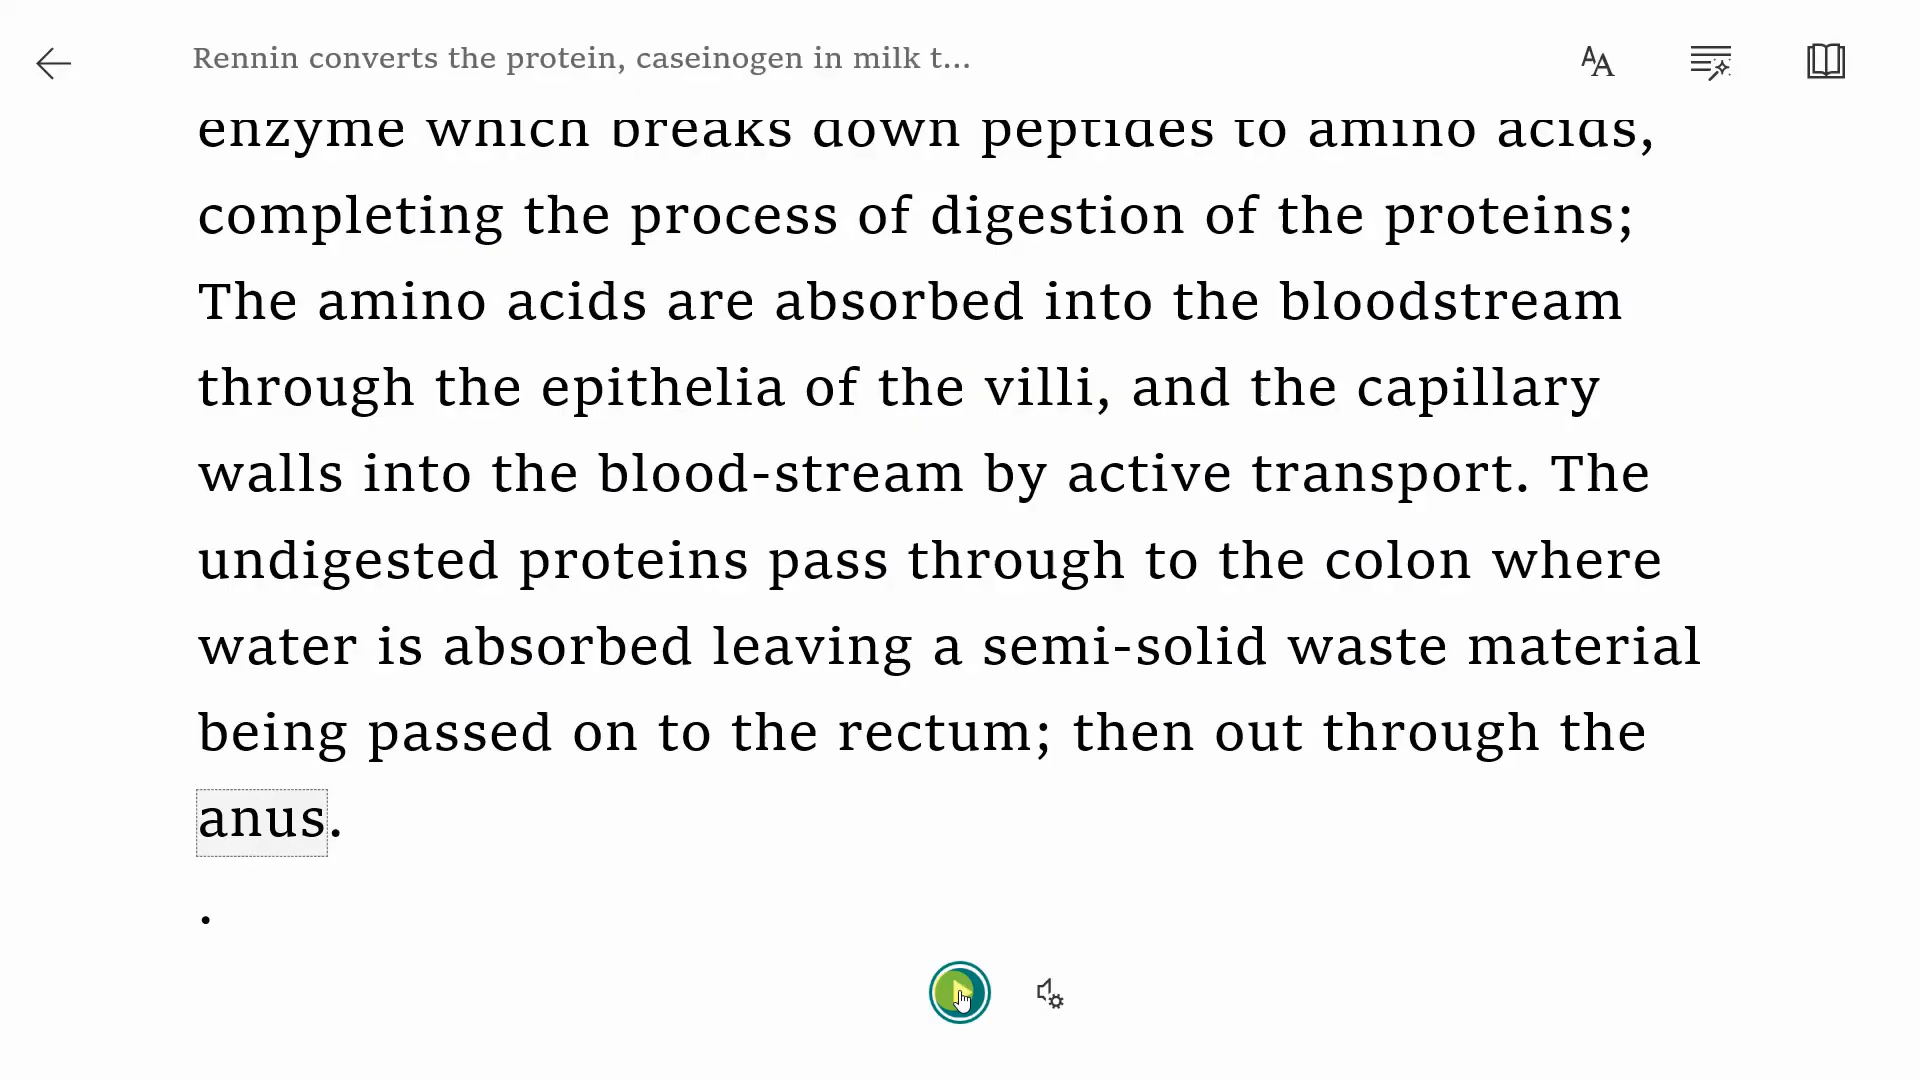 Rennin converts the protein, caseinogen in milk t...
enzyme which breaks down peptides to amino acids,
completing the process of digestion of the proteins;
The amino acids are absorbed into the bloodstream
through the epithelia of the villi, and the capillary
walls into the blood-stream by active transport. The
undigested proteins pass through to the colon where
water is absorbed leaving a semi-solid waste material
being passed on to the rectum; then out through the
anus.
.